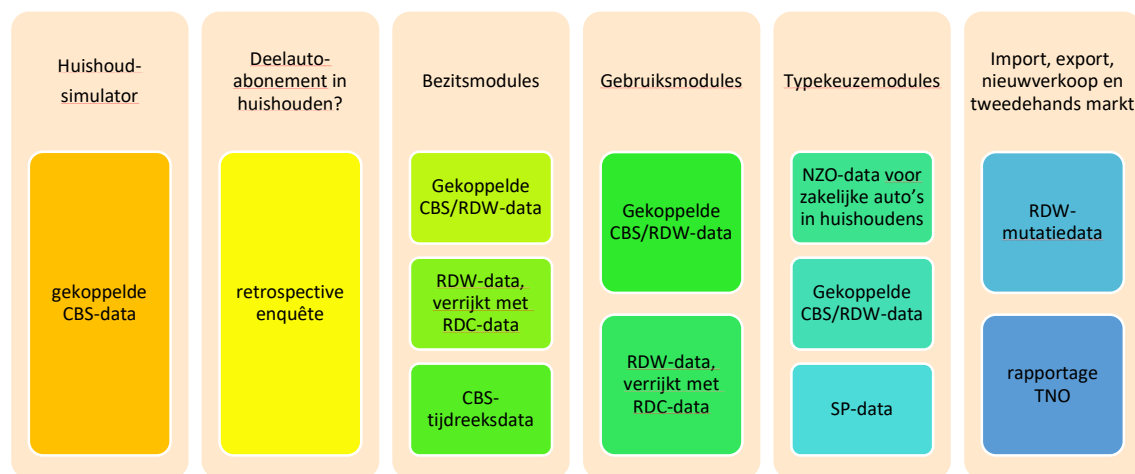 Huishoud-
simulator
gekoppelde
CBS-data
Deelauto-
abonement in
huishouden?
retrospective
enquête
Bezitsmodules
Gekoppelde
CBS/RDW-data
RDW-data,
verrijkt met
RDC-data
CBS-
tijdreeksdata
Gebruiksmodules
Gekoppelde
CBS/RDW-data
RDW-data,
verrijkt met
RDC-data
Typekeuzemodules
NZO-data voor
zakelijke auto's
in huishoudens
Gekoppelde
CBS/RDW-data
SP-data
Import, export,
nieuwverkoop en
tweedehands markt
RDW-
mutatiedata
rapportage
TNO